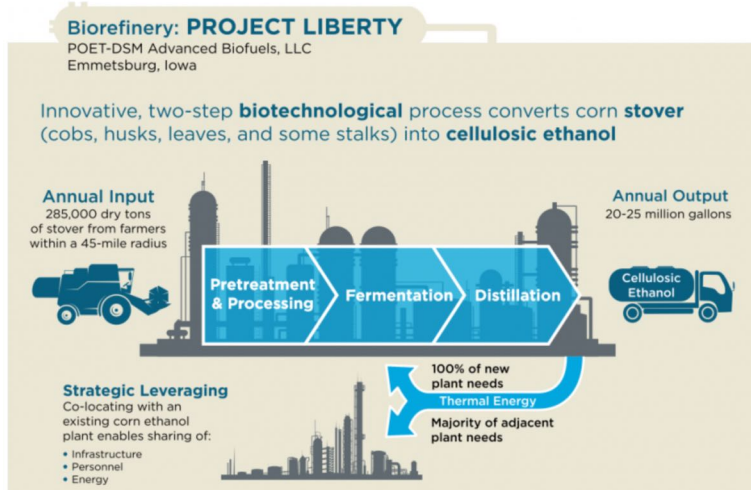 Biorefinery: PROJECT LIBERTY
POET-DSM Advanced Biofuels, LLC
Emmetsburg, Iowa
Innovative, two-step biotechnological process converts corn stover
(cobs, husks, leaves, and some stalks) into cellulosic ethanol
Annual Input
285,000 dry tons
of stover from farmers
within a 45-mile radius
Pretreatment
& Processing
Fermentation
Distillation
Annual Output
20-25 million gallons
Cellulosic
Ethanol
100% of new
plant needs
Thermal Energy
Majority of adjacent
plant needs
Strategic Leveraging
Co-locating with an
existing corn ethanol
plant enables sharing of:
• Infrastructure
• Personnel
• Energy